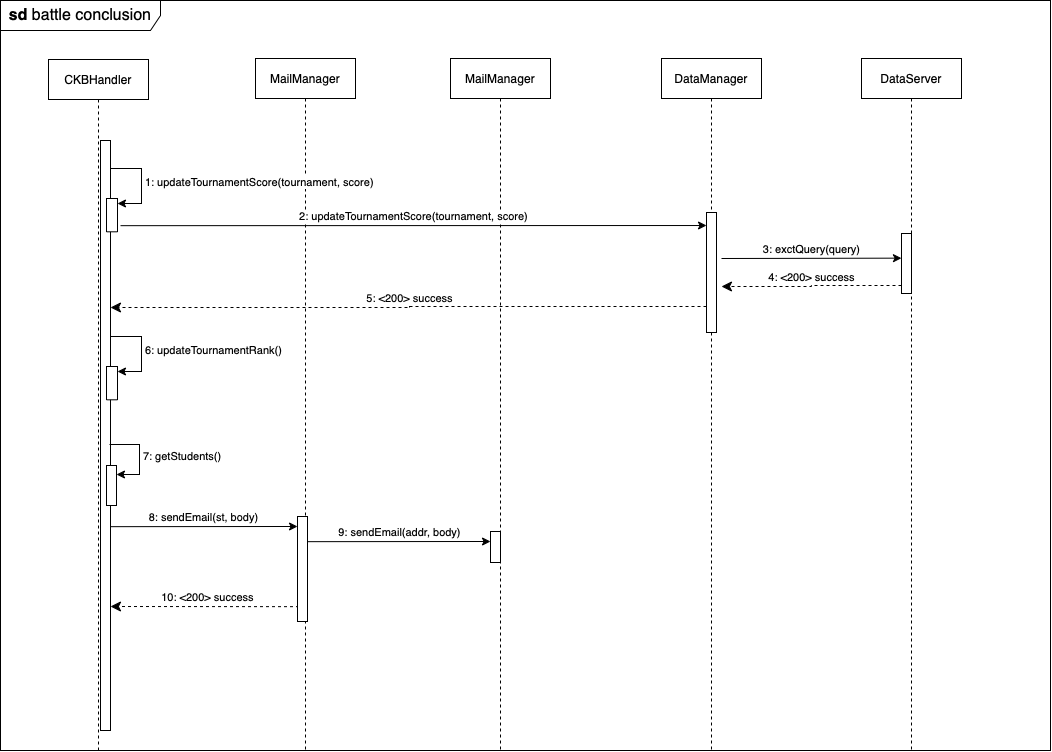 sd battle conclusion
CKBHandler
MailManager
MailManager
DataManager
DataServer
1: updateTournamentScore(tournament, score)
2: updateTournamentScore(tournament, score)
3: exctQuery(query)
4: <200> success
5: <200> success
6: updateTournamentRank()
7: getStudents()
8: sendEmail(st, body)
9: sendEmail(addr, body)
10: <200> success